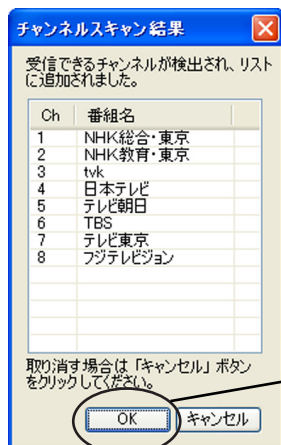 チャンネルスキャン結果
受信できるチャンネルが検出され、リスト
に追加されました。
Ch 番組名
1 NHK総合・東京
2 NHK教育・東京
3 tvk
4 日本テレビ
5 テレビ朝日
6 TBS
7 テレビ東京
8 フジテレビジョン
取り消す場合は「キャンセル」ボタン
をクリックしてください。
OK キャンセル